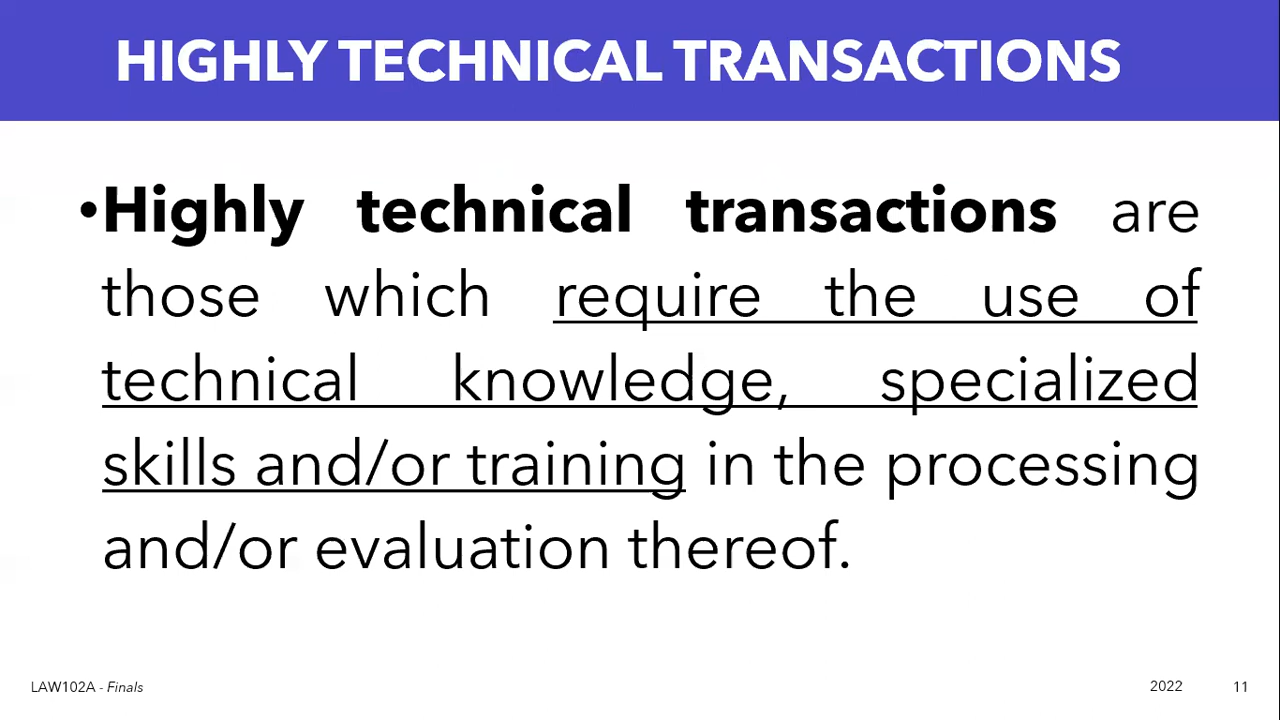 HIGHLY TECHNICAL TRANSACTIONS
•Highly technical transactions are
those which require the use of
technical knowledge, specialized
skills and/or training in the processing
and/or evaluation thereof.
LAW102A - Finals
2022
11